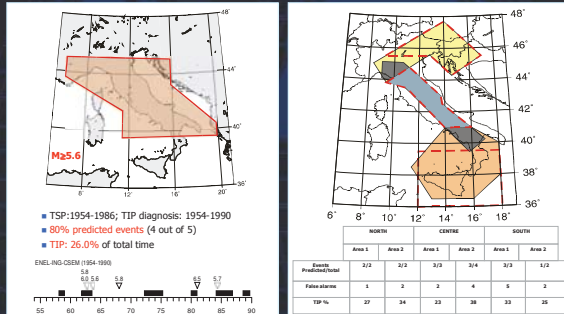 48˚
44˚
40˚
36˚
8˚
12˚
16˚
20˚
M≥5.6
TSP:1954-1986; TIP diagnosis: 1954-1990
80% predicted events (4 out of 5)
TIP: 26.0% of total time
ENEL-ING-CSEM (1954-1990)
5.8
6.0 5.6 5.8 6.5 5.4
55 60 65 70 75 80 85 90
48˚
46˚
44˚
42˚
40˚
38˚
36˚
6˚ 8˚ 10˚ 12˚ 14˚ 16˚ 18˚
NORTH CENTRE SOUTH
Area 1 Area 2 Area 1 Area 2 Area 1 Area 2
Events Predicted/total 2/2 2/2 3/3 3/4 3/3 1/2
False alarms 1 2 2 4 5 2
TIP % 27 34 23 38 33 25